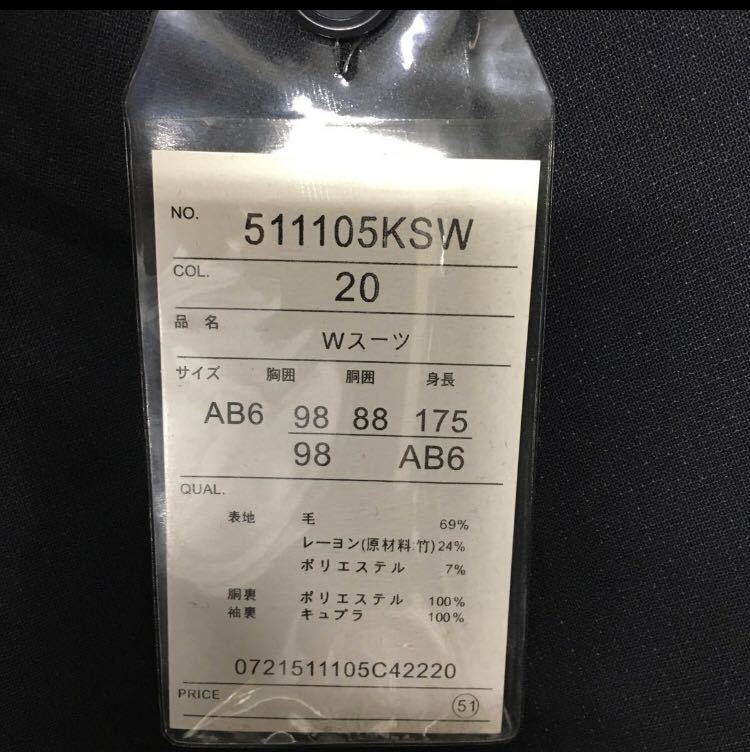 NO. 511105KSW
COL. 20
品 名 Wスーツ
サイズ 胸囲 胴囲 身長
AB6 98 88 175
98 AB6
QUAL.
表地 毛 69%
レーヨン(原材料:竹)24%
ポリエステル 7%
胴裏 ポリエステル 100%
袖裏 キュプラ 100%
0721511105C42220
PRICE 51